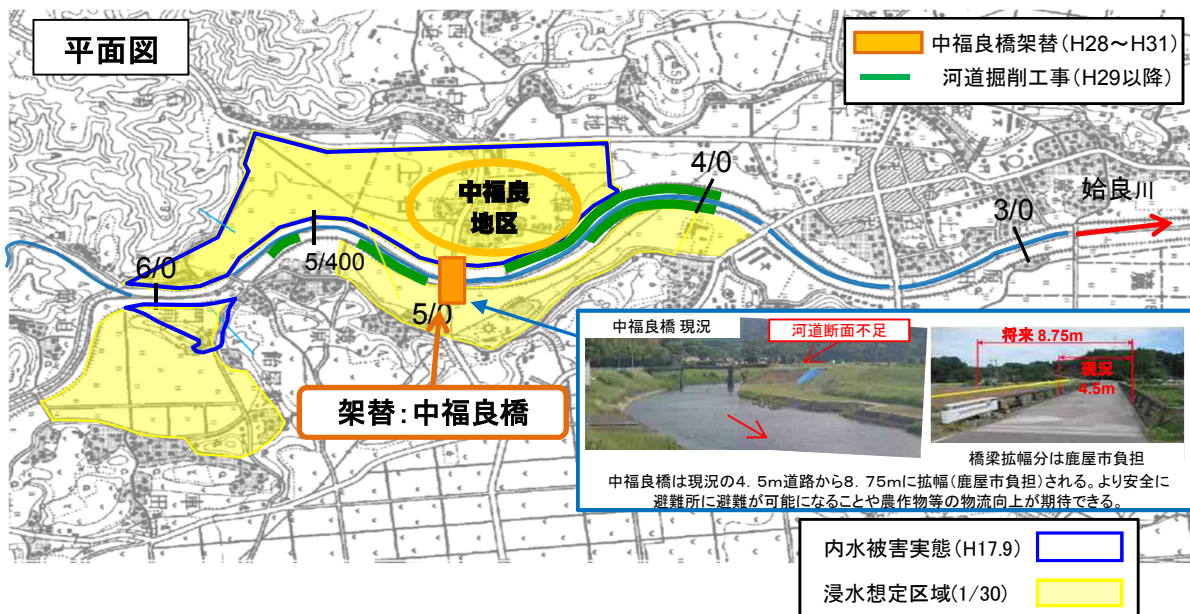 平面図
中福良橋架替(H28～H31)
河道掘削工事(H29以降)
中福良
地区
4/0
3/0
姶良川
6/0
5/400
5/0
架替：中福良橋
中福良橋 現況
河道断面不足
将来 8.75m
現況
4.5m
橋梁拡幅分は鹿屋市負担
中福良橋は現況の4．5m道路から8．75mに拡幅(鹿屋市負担)される。より安全に
避難所に避難が可能になることや農作物等の物流向上が期待できる。
内水被害実態(H17.9)
浸水想定区域(1/30)